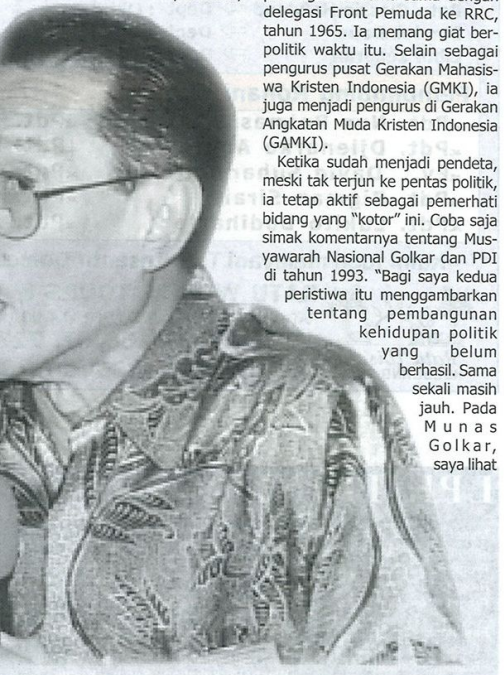 delegasi Front Pemuda ke RRC,
tahun 1965. Ia memang giat ber-
politik waktu itu. Selain sebagai
pengurus pusat Gerakan Mahasis-
wa Kristen Indonesia (GMKI), ia
juga menjadi pengurus di Gerakan
Angkatan Muda Kristen Indonesia
(GAMKI).
Ketika sudah menjadi pendeta,
meski tak terjun ke pentas politik,
ia tetap aktif sebagai pemerhati
bidang yang “kotor” ini. Coba saja
simak komentarnya tentang Mus-
yawarah Nasional Golkar dan PDI
di tahun 1993. “Bagi saya kedua
peristiwa itu menggambarkan
tentang pembangunan
kehidupan politik
yang belum
berhasil. Sama
sekali masih
jauh. Pada
Munas
Golkar,
saya lihat